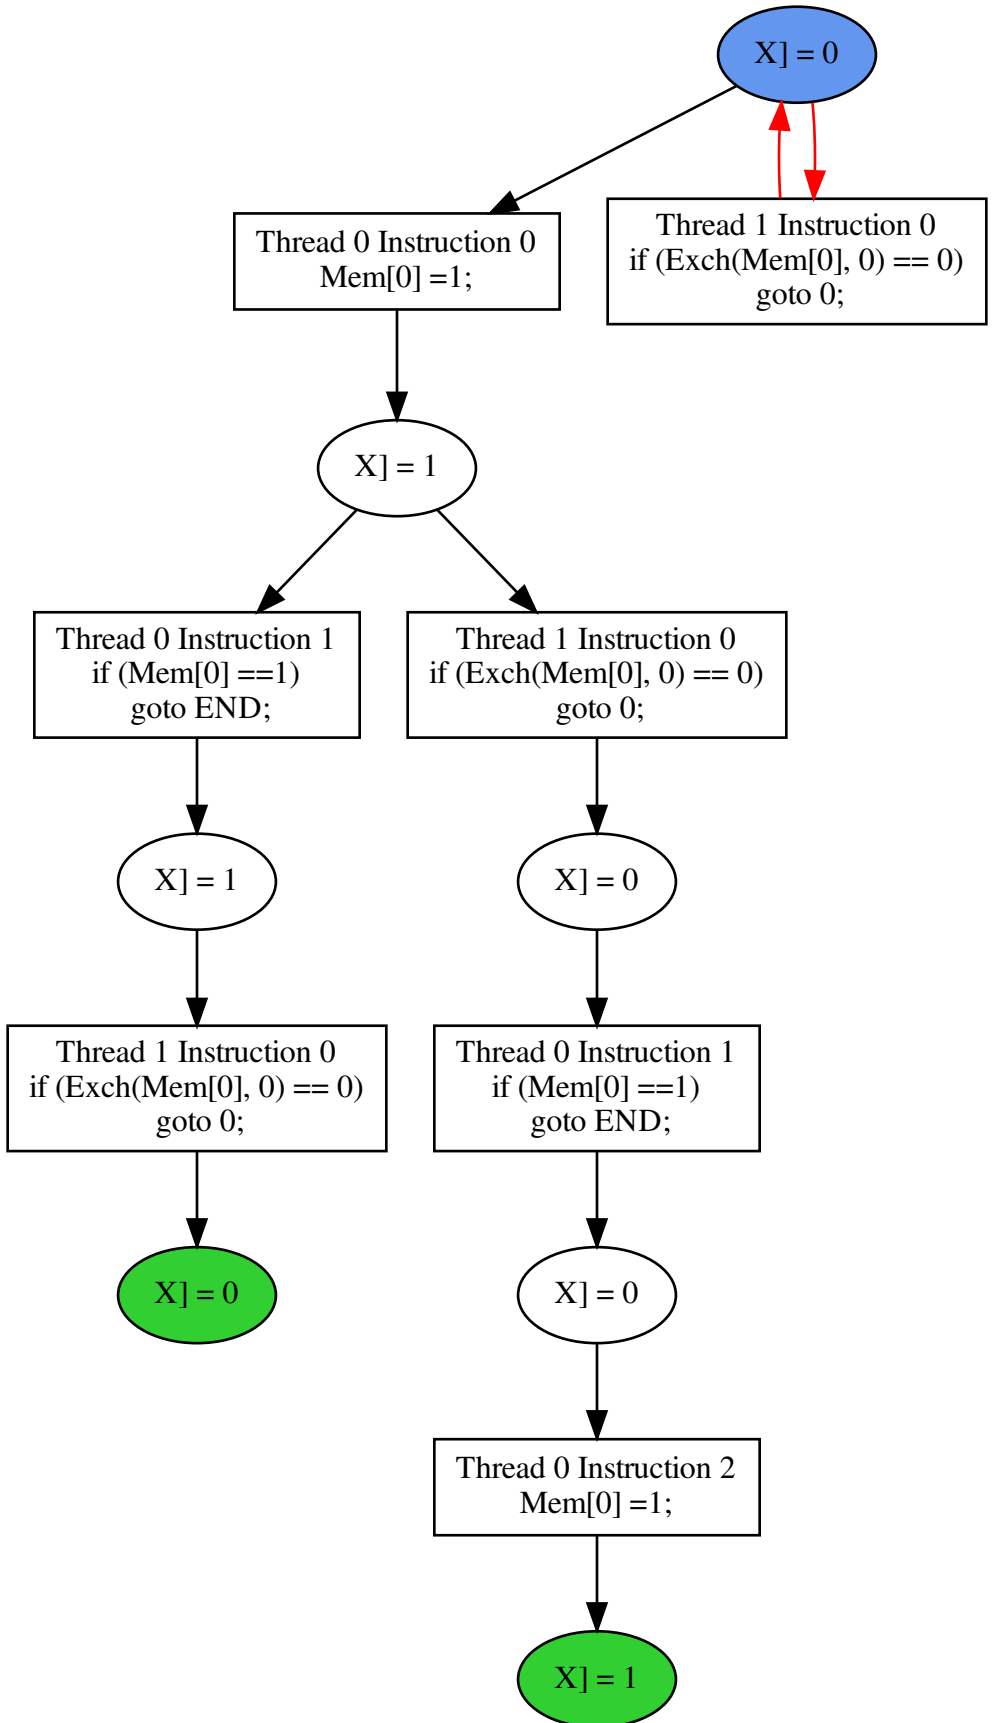 X] = 0
Thread 0 Instruction 0
Mem[0] =1;
Thread 1 Instruction 0
if (Exch(Mem[0], 0) == 0)
goto 0;
X] = 1
Thread 0 Instruction 1
if (Mem[0] ==1)
goto END;
Thread 1 Instruction 0
if (Exch(Mem[0], 0) == 0)
goto 0;
X] = 1
X] = 0
Thread 1 Instruction 0
if (Exch(Mem[0], 0) == 0)
goto 0;
Thread 0 Instruction 1
if (Mem[0] ==1)
goto END;
X] = 0
X] = 0
Thread 0 Instruction 2
Mem[0] =1;
X] = 1